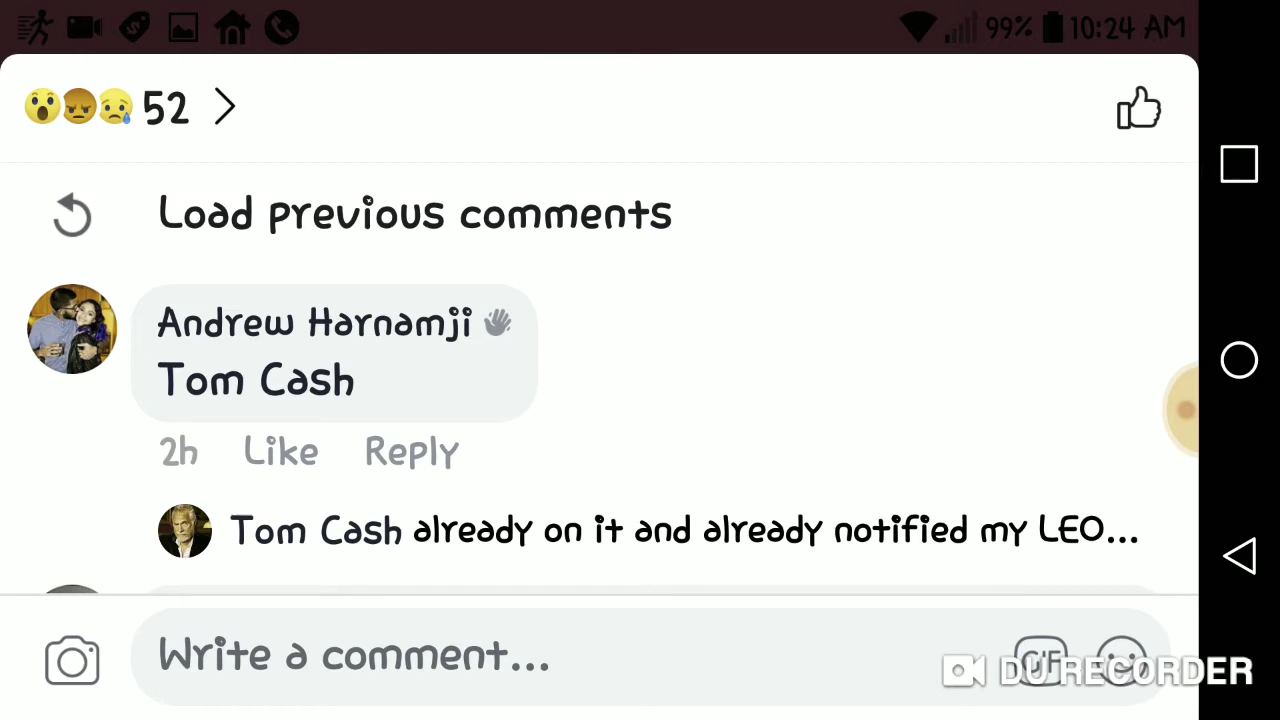 99% 10:24 AM
52
Load previous comments
Andrew Harnamji
Tom Cash
2h Like Reply
Tom Cash already on it and already notified my LEO...
Write a comment...
GIF
DU RECORDER